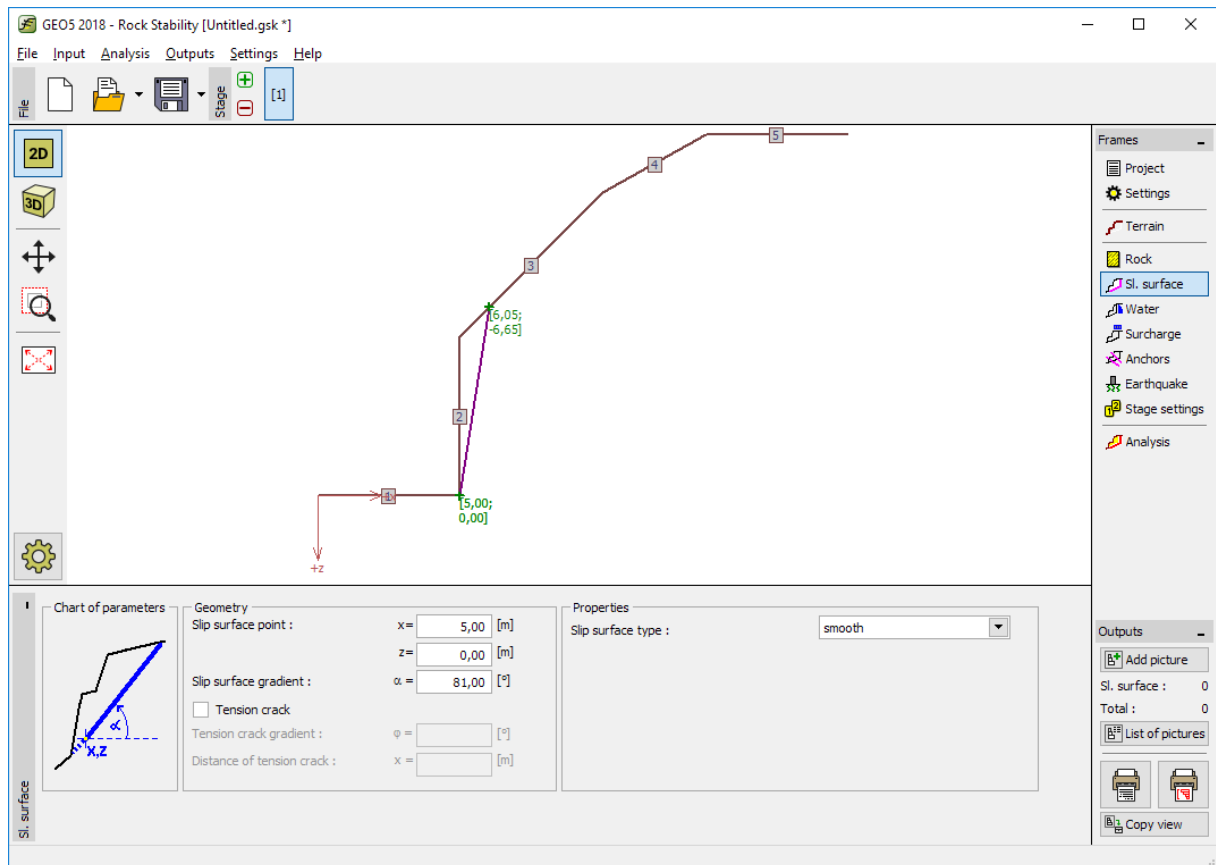 GEO5 2018 - Rock Stability [Untitled.gsk *]
File Input Analysis Outputs Settings Help
File
Stage
[1]
2D
3D
5
4
3
[6,05;
-6,65]
2
1
[5,00;
0,00]
+z
Frames
Project
Settings
Terrain
Rock
Sl. surface
Water
Surcharge
Anchors
Earthquake
Stage settings
Analysis
Sl. surface
Chart of parameters
α
x,z
Geometry
Slip surface point : x= 5,00 [m]
z= 0,00 [m]
Slip surface gradient : α = 81,00 [°]
Tension crack
Tension crack gradient : φ = [°]
Distance of tension crack : x = [m]
Properties
Slip surface type : smooth
Outputs
Add picture
Sl. surface : 0
Total : 0
List of pictures
Copy view